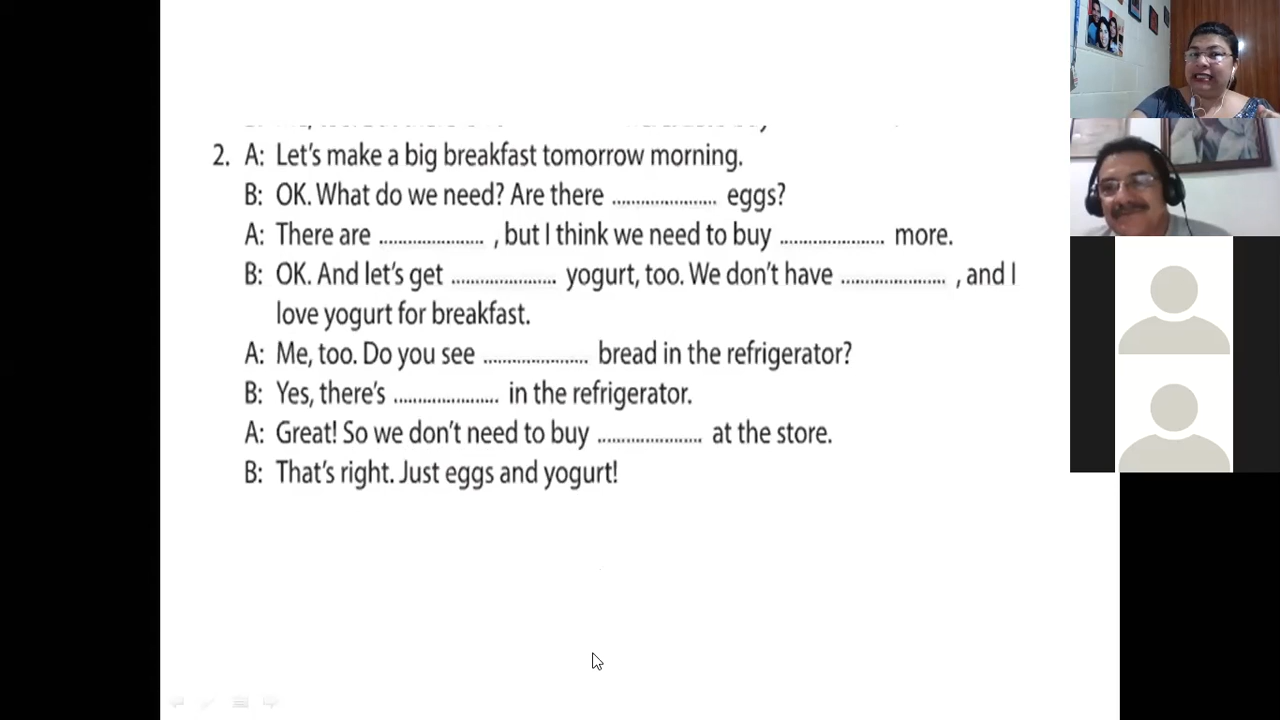 2. A: Let's make a big breakfast tomorrow morning.
B: OK. What do we need? Are there ...................... eggs?
A: There are ...................... , but I think we need to buy ...................... more.
B: OK. And let's get ...................... yogurt, too. We don't have ...................... , and I
love yogurt for breakfast.
A: Me, too. Do you see ...................... bread in the refrigerator?
B: Yes, there's ...................... in the refrigerator.
A: Great! So we don't need to buy ...................... at the store.
B: That's right. Just eggs and yogurt!